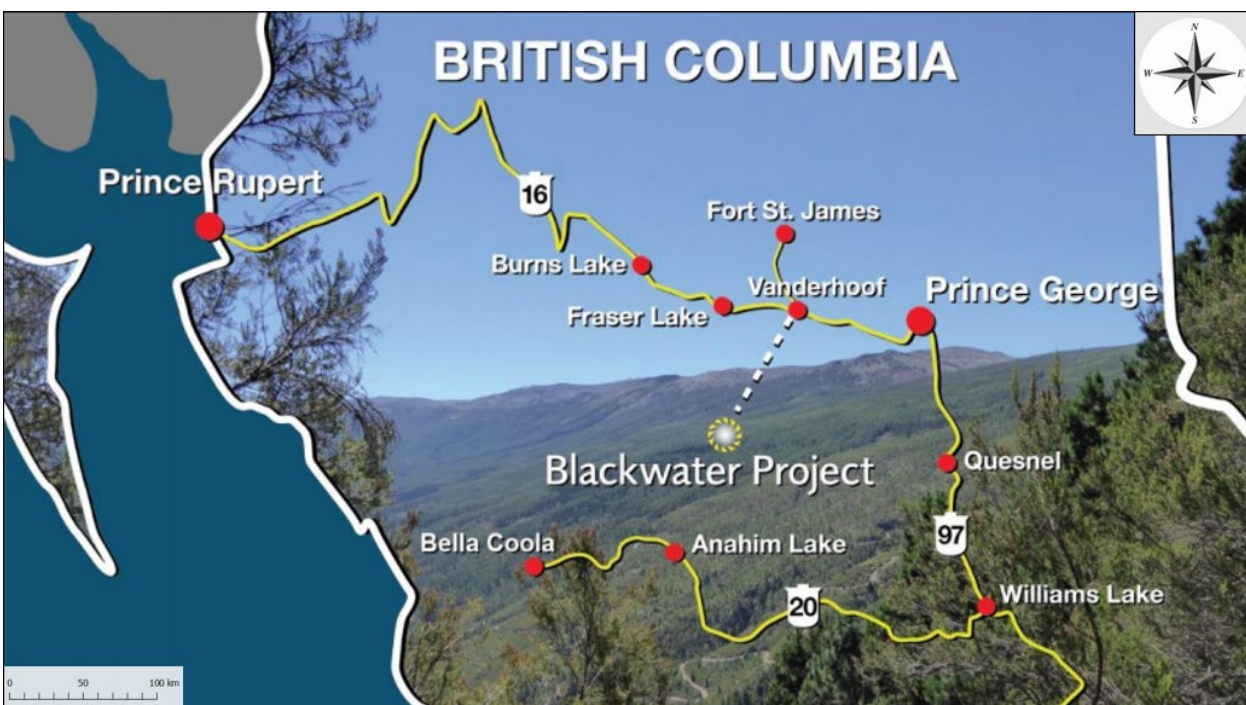 BRITISH COLUMBIA
N
W E
S
Prince Rupert
16
Fort St. James
Burns Lake
Vanderhoof
Prince George
Fraser Lake
Blackwater Project
Quesnel
97
Bella Coola
Anahim Lake
20
Williams Lake
0 50 100 km